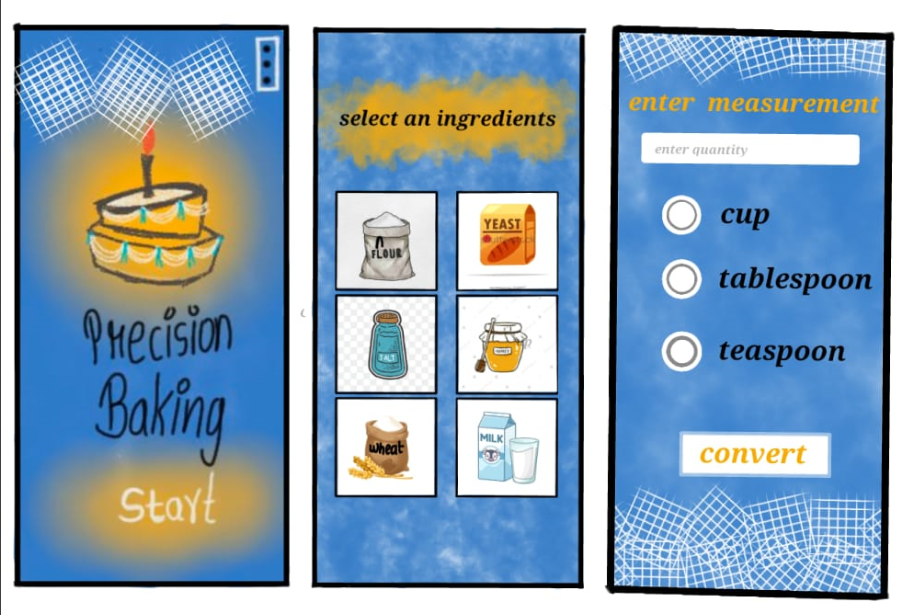 Precision
Baking
Start
select an ingredients
FLOUR
YEAST
SALT
HONEY
wheat
MILK
enter measurement
enter quantity
cup
tablespoon
teaspoon
convert